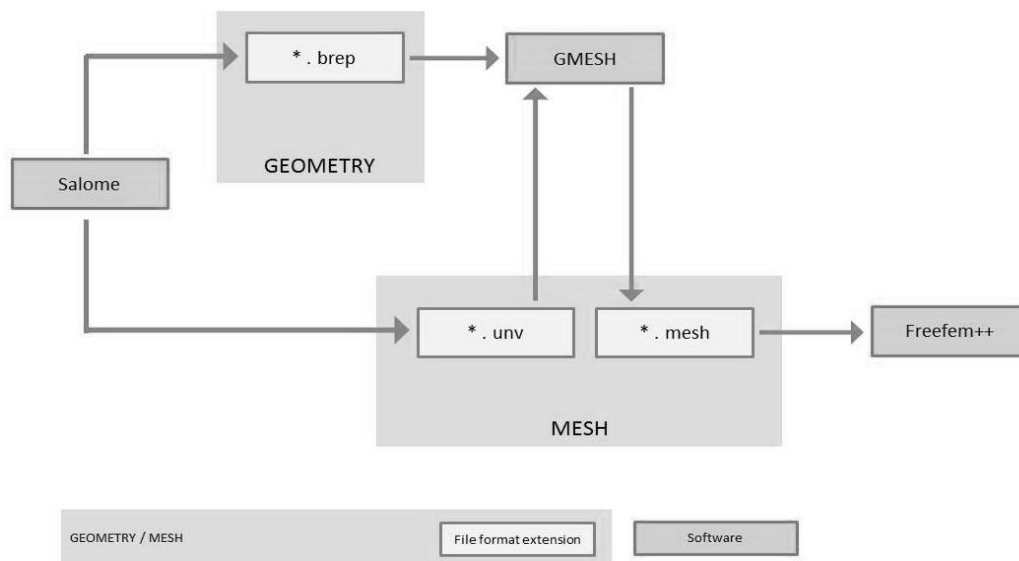 * . brep
GMESH
GEOMETRY
Salome
* . unv
* . mesh
Freefem++
MESH
GEOMETRY / MESH
File format extension
Software